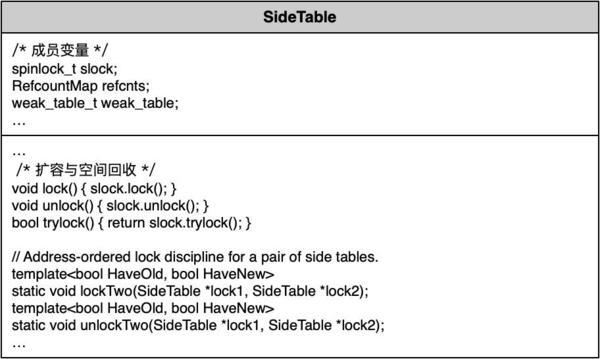 SideTable
/* 成员变量 */
spinlock_t slock;
RefcountMap refcnts;
weak_table_t weak_table;
…
…
/* 扩容与空间回收 */
void lock() { slock.lock(); }
void unlock() { slock.unlock(); }
bool trylock() { return slock.trylock(); }
// Address-ordered lock discipline for a pair of side tables.
template<bool HaveOld, bool HaveNew>
static void lockTwo(SideTable *lock1, SideTable *lock2);
template<bool HaveOld, bool HaveNew>
static void unlockTwo(SideTable *lock1, SideTable *lock2);
…